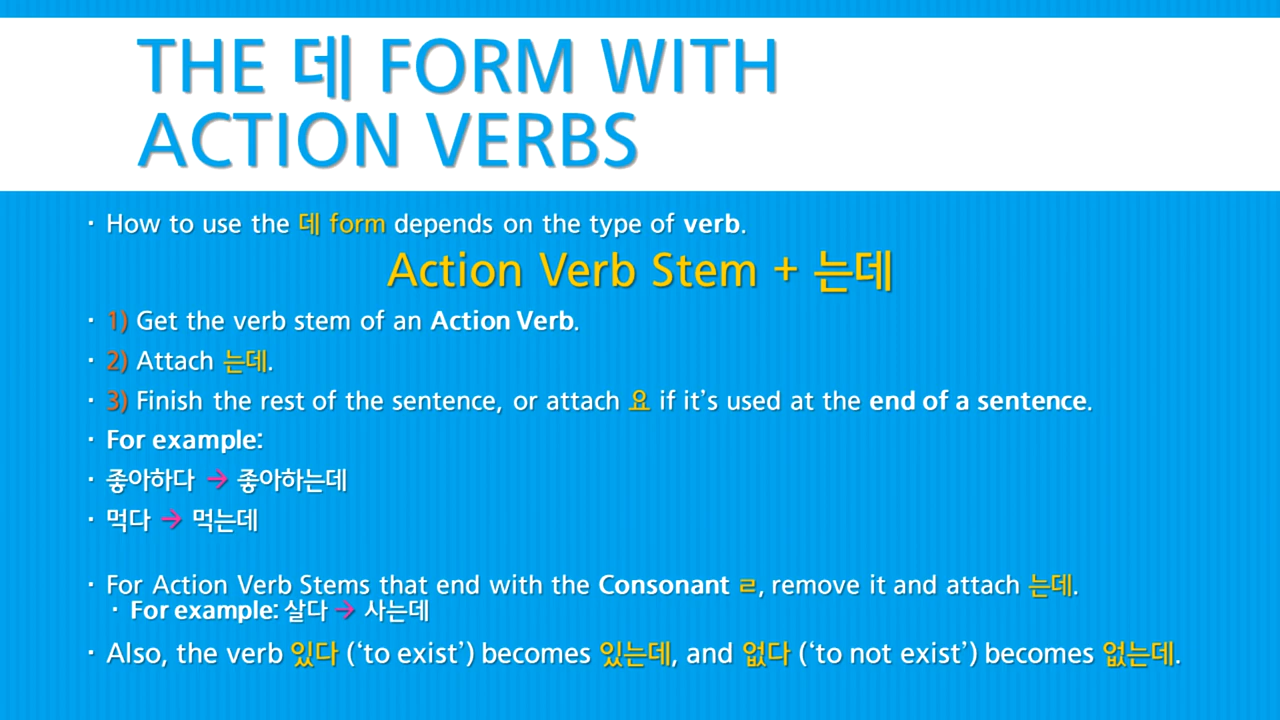 THE 데 FORM WITH
ACTION VERBS
· How to use the 데 form depends on the type of verb.
Action Verb Stem + 는데
· 1) Get the verb stem of an Action Verb.
· 2) Attach 는데.
· 3) Finish the rest of the sentence, or attach 요 if it’s used at the end of a sentence.
· For example:
· 좋아하다 → 좋아하는데
· 먹다 → 먹는데
· For Action Verb Stems that end with the Consonant ㄹ, remove it and attach 는데.
· For example: 살다 → 사는데
· Also, the verb 있다 (‘to exist’) becomes 있는데, and 없다 (‘to not exist’) becomes 없는데.